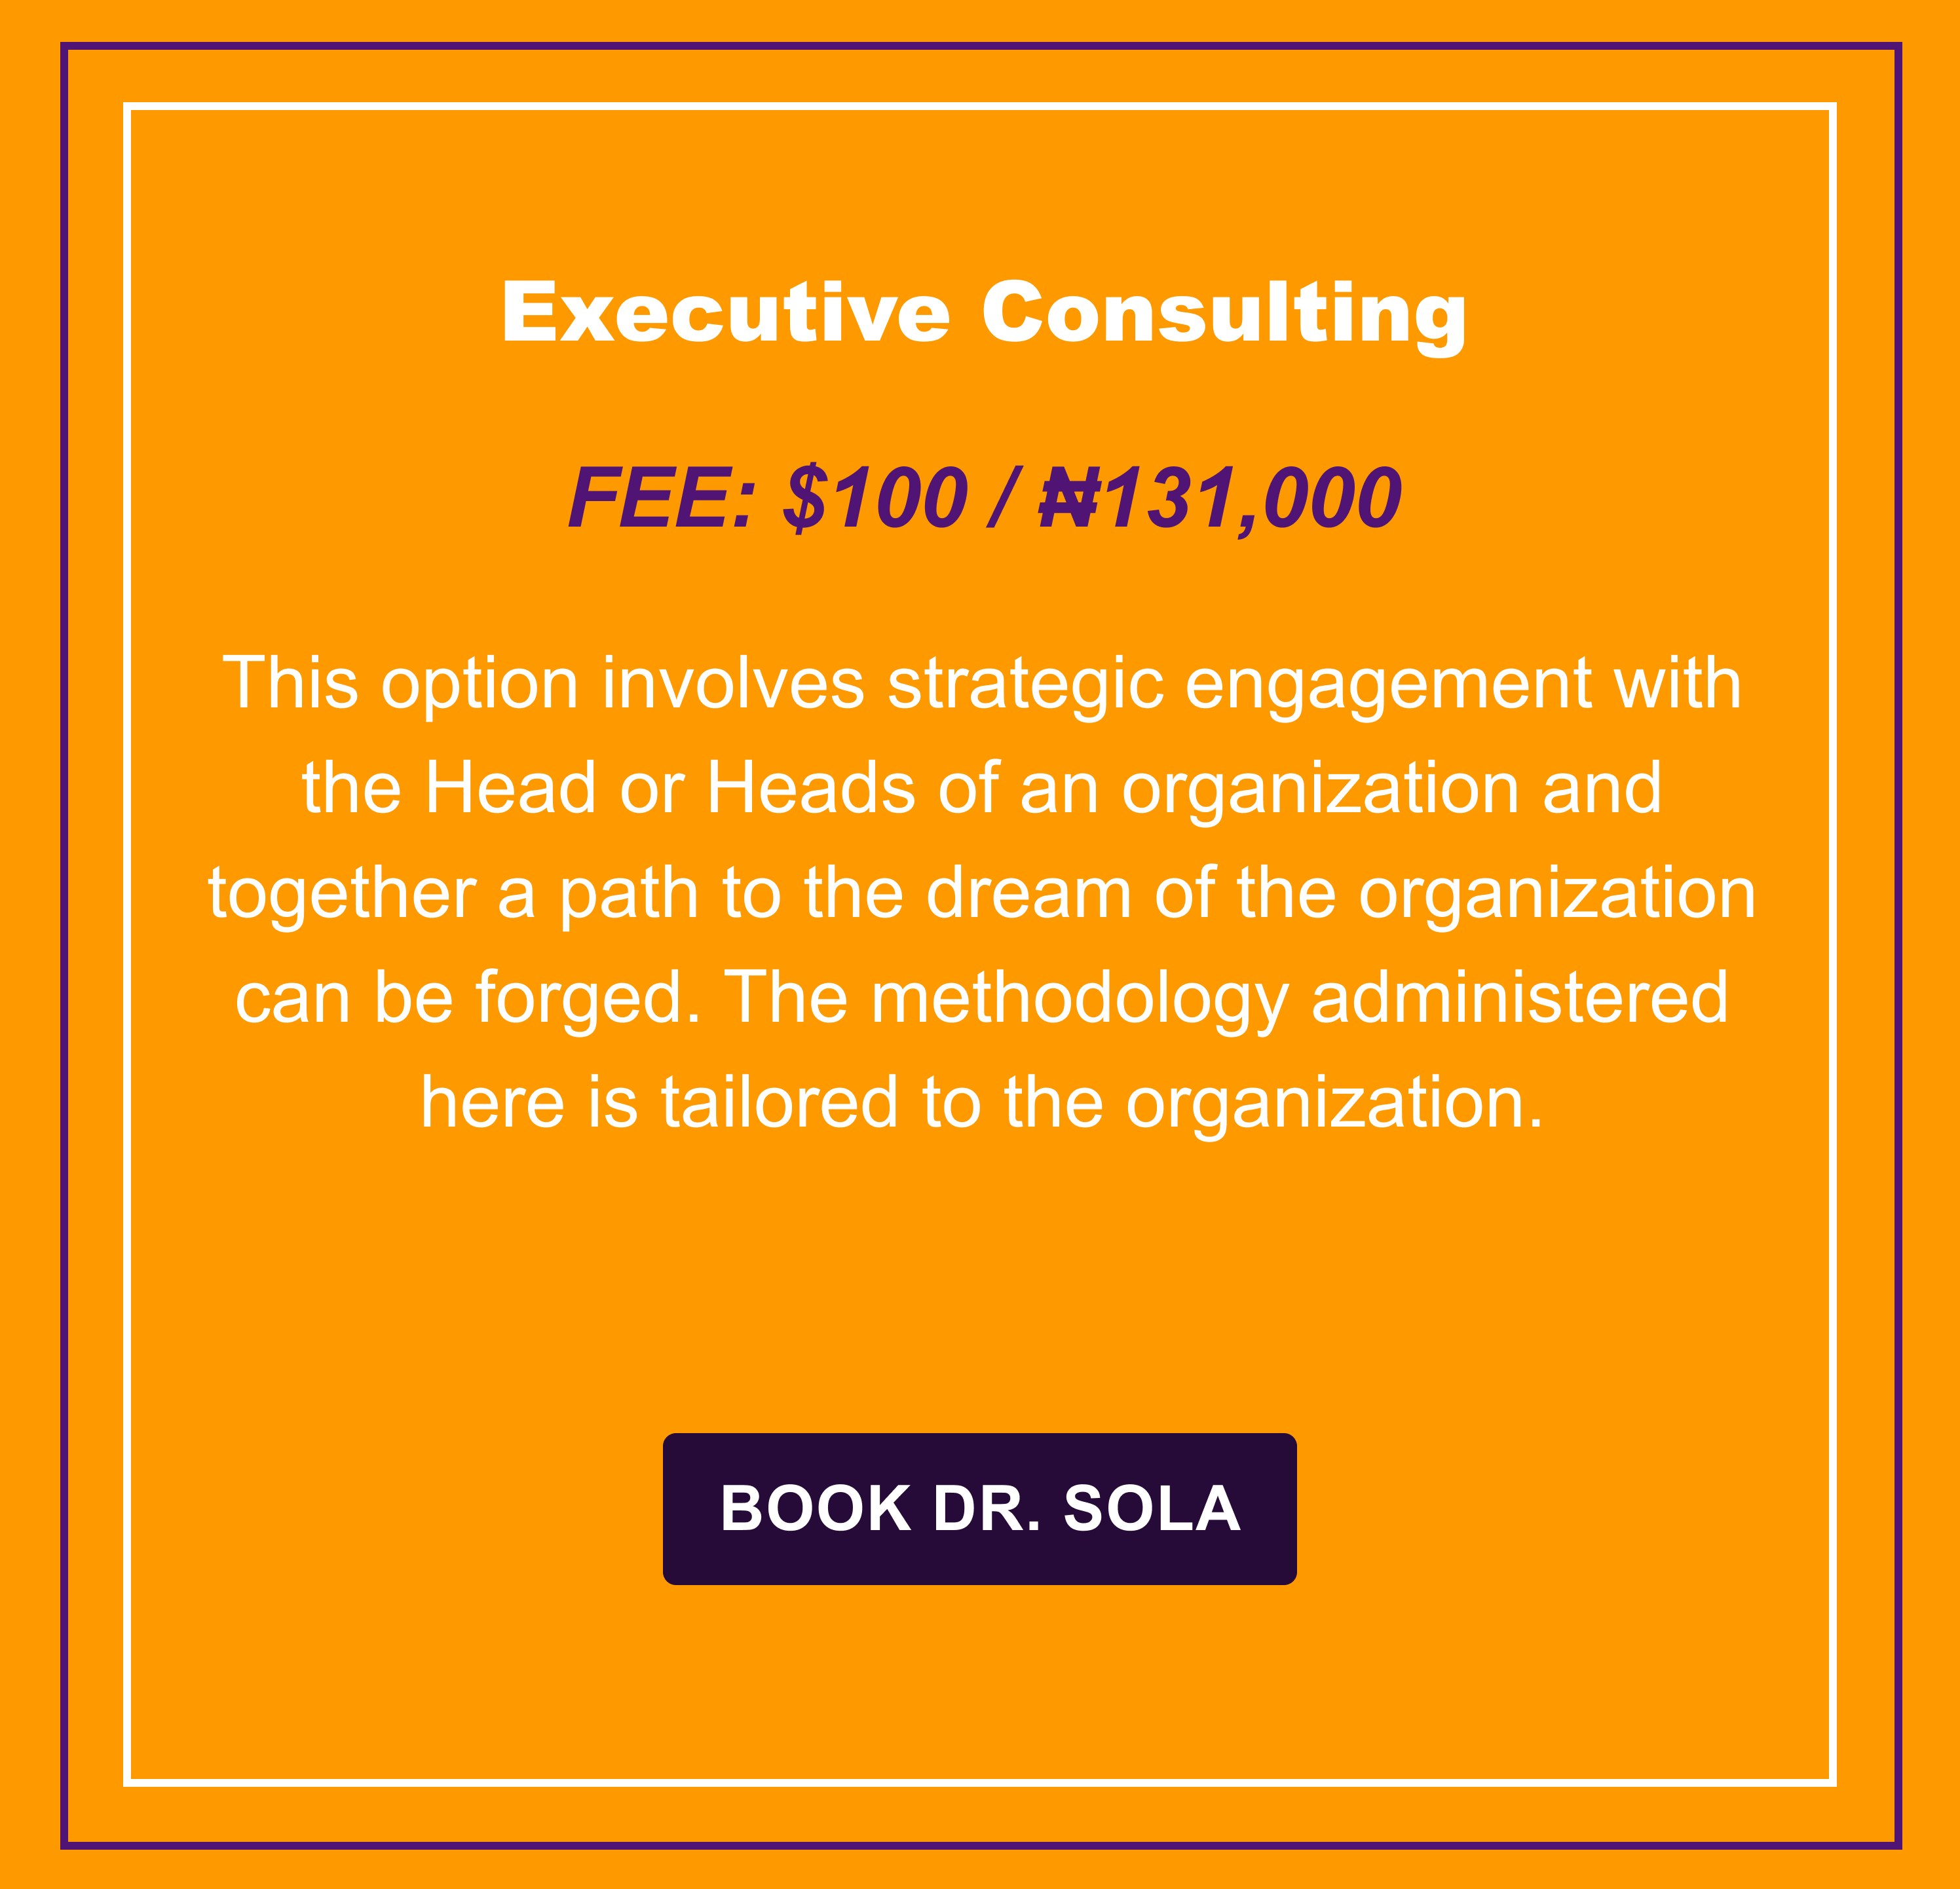 Executive Consulting
FEE: $100 / ₦131,000
This option involves strategic engagement with
the Head or Heads of an organization and
together a path to the dream of the organization
can be forged. The methodology administered
here is tailored to the organization.
BOOK DR. SOLA